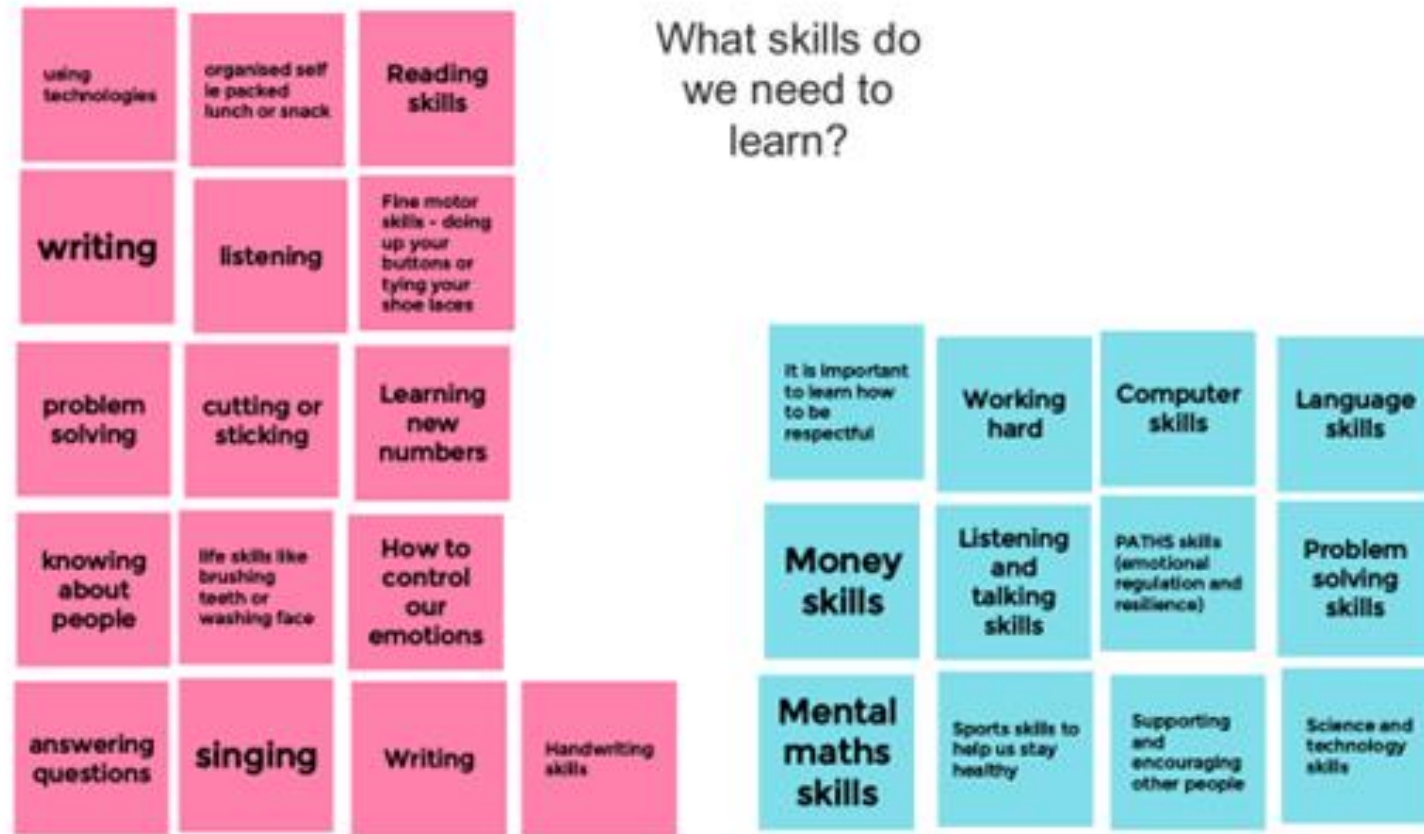 What skills do
we need to
learn?
using
technologies
organised self
ie packed
lunch or snack
Reading
skills
writing
listening
Fine motor
skills - doing
up your
buttons or
tying your
shoe laces
problem
solving
cutting or
sticking
Learning
new
numbers
knowing
about
people
life skills like
brushing
teeth or
washing face
How to
control
our
emotions
answering
questions
singing
Writing
Handwriting
skills
It is important
to learn how
to be
respectful
Working
hard
Computer
skills
Language
skills
Money
skills
Listening
and
talking
skills
PATHS skills
(emotional
regulation and
resilience)
Problem
solving
skills
Mental
maths
skills
Sports skills to
help us stay
healthy
Supporting
and
encouraging
other people
Science and
technology
skills